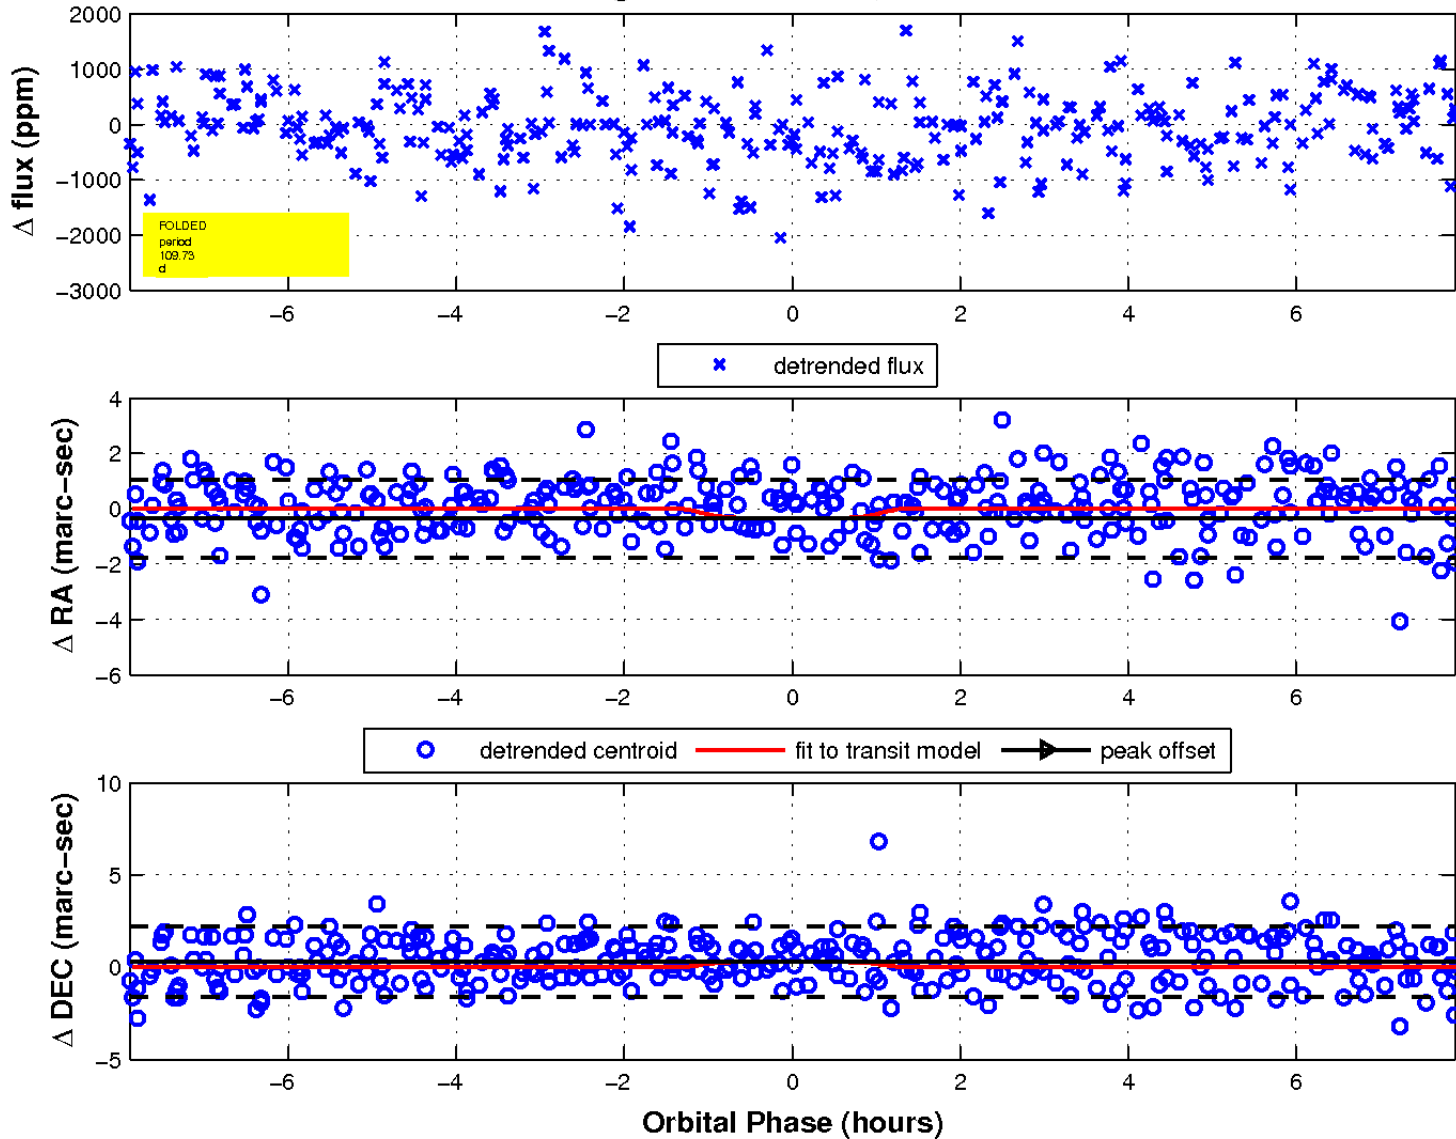 2000
1000
0
−1000
−2000
−3000
Δ flux (ppm)
FOLDED
period
109.73
d
−6 −4 −2 0 2 4 6
detrended flux
4
2
0
−2
−4
−6
Δ RA (marc−sec)
−6 −4 −2 0 2 4 6
detrended centroid fit to transit model peak offset
10
5
0
−5
Δ DEC (marc−sec)
−6 −4 −2 0 2 4 6
Orbital Phase (hours)